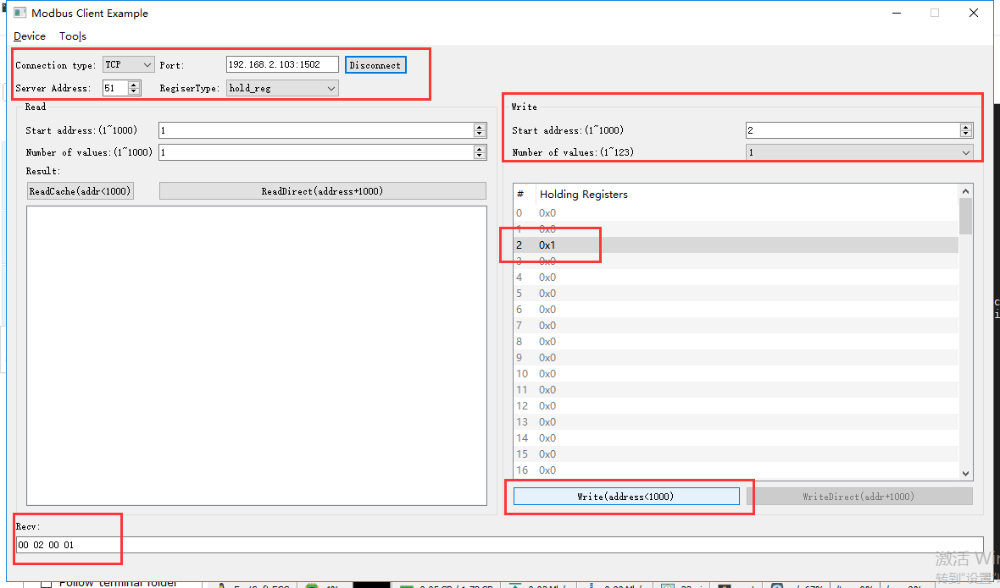 Modbus Client Example
Device Tools
Connection type: TCP Port: 192.168.2.103:1502 Disconnect
Server Address: 51 RegiserType: hold_reg
Read
Start address:(1~1000) 1
Number of values:(1~1000) 1
Result:
ReadCache(addr<1000) ReadDirect(address+1000)
Write
Start address:(1~1000) 2
Number of values:(1~123) 1
# Holding Registers
0 0x0
1 0x0
2 0x1
3 0x0
4 0x0
5 0x0
6 0x0
7 0x0
8 0x0
9 0x0
10 0x0
11 0x0
12 0x0
13 0x0
14 0x0
15 0x0
16 0x0
Write(address<1000) WriteDirect(addr+1000)
Recv:
00 02 00 01
激活 Wi
转到"设置"
Follow terminal folder